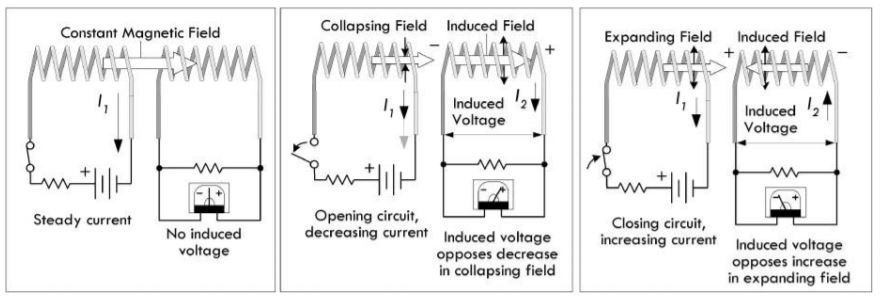 Constant Magnetic Field
I1
+
Steady current
- +
No induced
voltage
Collapsing Field
I1
+
Opening circuit,
decreasing current
Induced Field
- +
I2
Induced
Voltage
- +
Induced voltage
opposes decrease
in collapsing field
Expanding Field
I1
+
Closing circuit,
increasing current
Induced Field
+ -
I2
Induced
Voltage
- +
Induced voltage
opposes increase
in expanding field